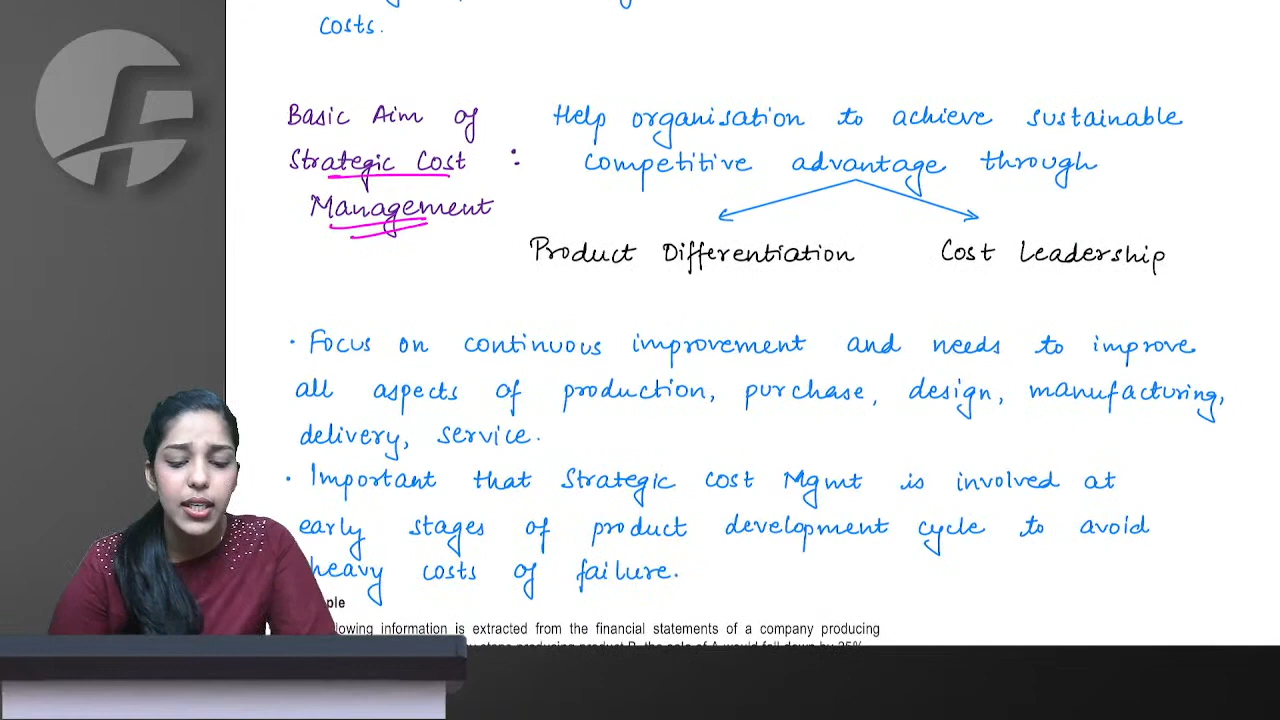 costs.
Basic Aim of
Strategic Cost :
Management
Help organisation to achieve sustainable
competitive advantage through
Product Differentiation
Cost Leadership
• Focus on continuous improvement and needs to improve
all aspects of production, purchase, design, manufacturing,
delivery, service.
• Important that Strategic Cost Mgmt is involved at
early stages of product development cycle to avoid
heavy costs of failure.
information is extracted from the financial statements of a company producing